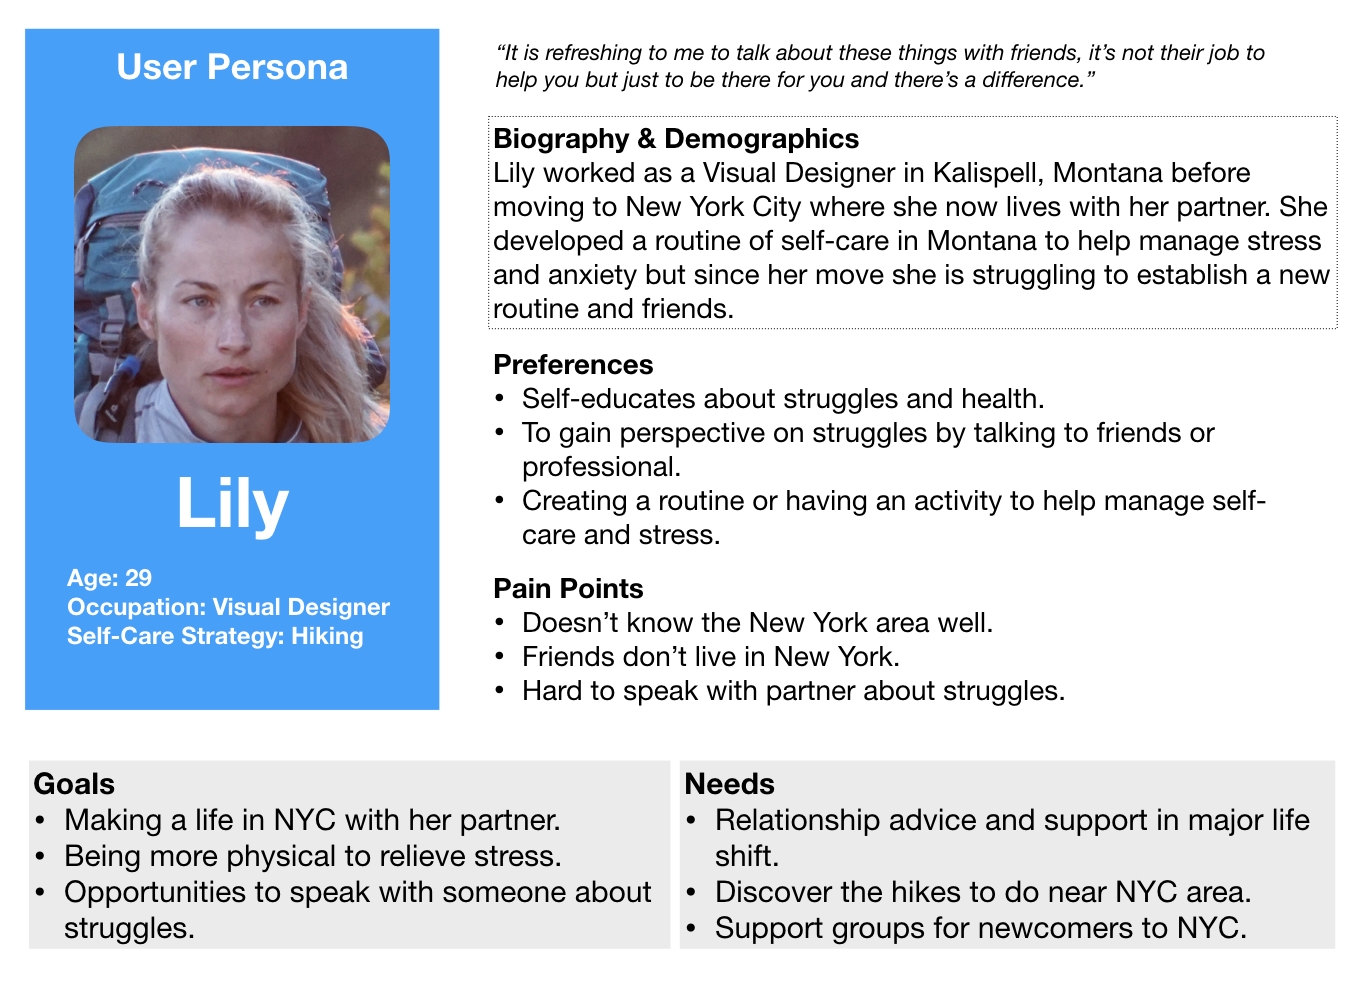 User Persona
Lily
Age: 29
Occupation: Visual Designer
Self-Care Strategy: Hiking
“It is refreshing to me to talk about these things with friends, it’s not their job to
help you but just to be there for you and there’s a difference.”
Biography & Demographics
Lily worked as a Visual Designer in Kalispell, Montana before
moving to New York City where she now lives with her partner. She
developed a routine of self-care in Montana to help manage stress
and anxiety but since her move she is struggling to establish a new
routine and friends.
Preferences
• Self-educates about struggles and health.
• To gain perspective on struggles by talking to friends or
professional.
• Creating a routine or having an activity to help manage self-
care and stress.
Pain Points
• Doesn’t know the New York area well.
• Friends don’t live in New York.
• Hard to speak with partner about struggles.
Goals
• Making a life in NYC with her partner.
• Being more physical to relieve stress.
• Opportunities to speak with someone about
struggles.
Needs
• Relationship advice and support in major life
shift.
• Discover the hikes to do near NYC area.
• Support groups for newcomers to NYC.